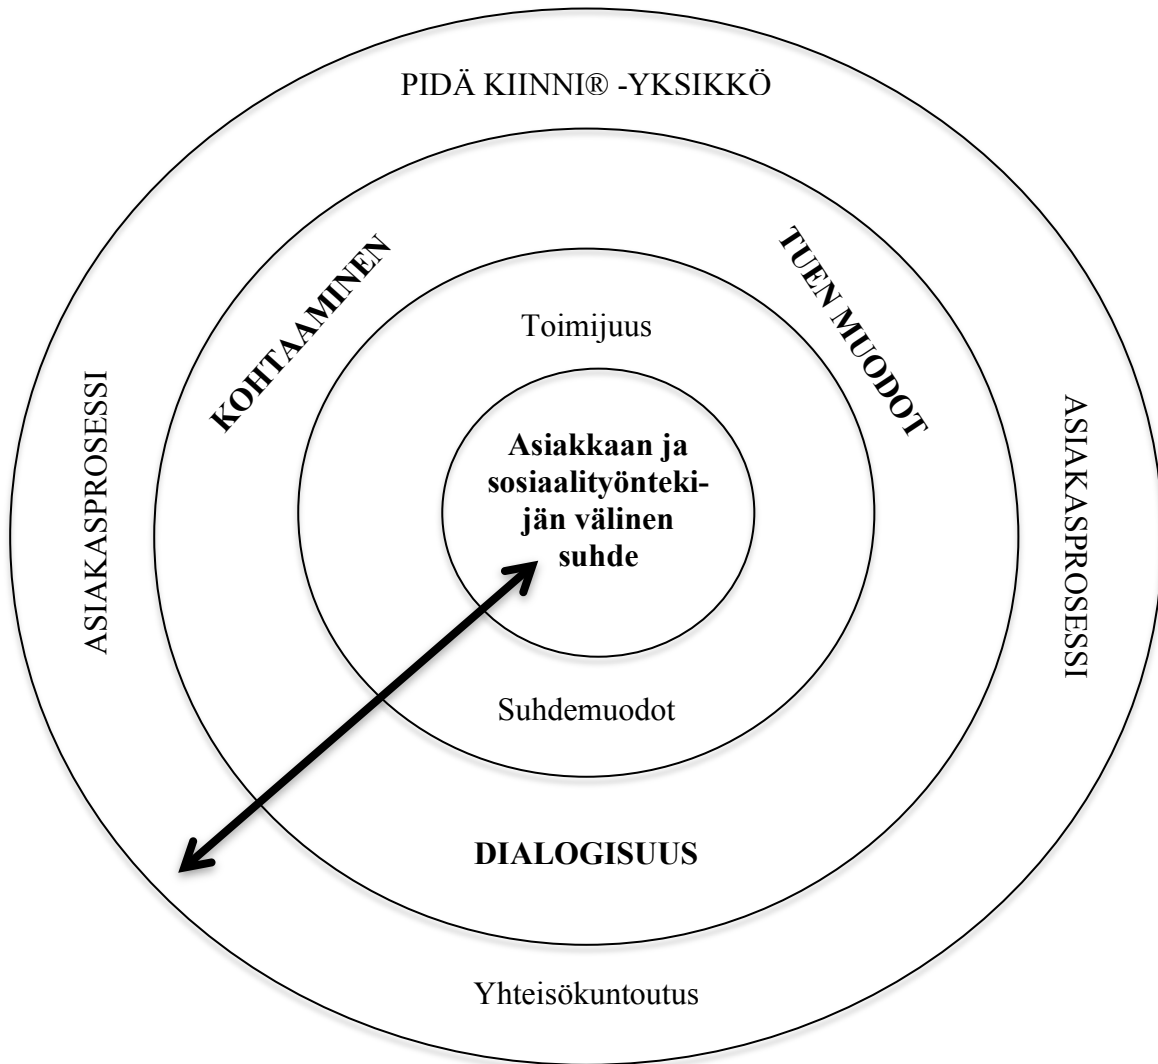 PIDÄ KIINNI® -YKSIKKÖ
KOHTAAMINEN
TUEN MUODOT
Toimijuus
ASIAKASPROSESSI
ASIAKASPROSESSI
Asiakkaan ja
sosiaalityönteki-
jän välinen
suhde
Suhdemuodot
DIALOGISUUS
Yhteisökuntoutus